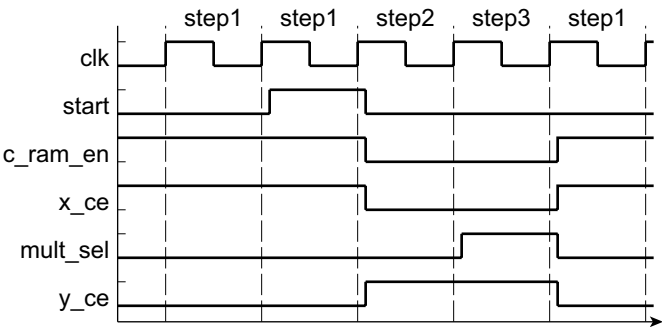 step1 step1 step2 step3 step1
clk
start
c_ram_en
x_ce
mult_sel
y_ce